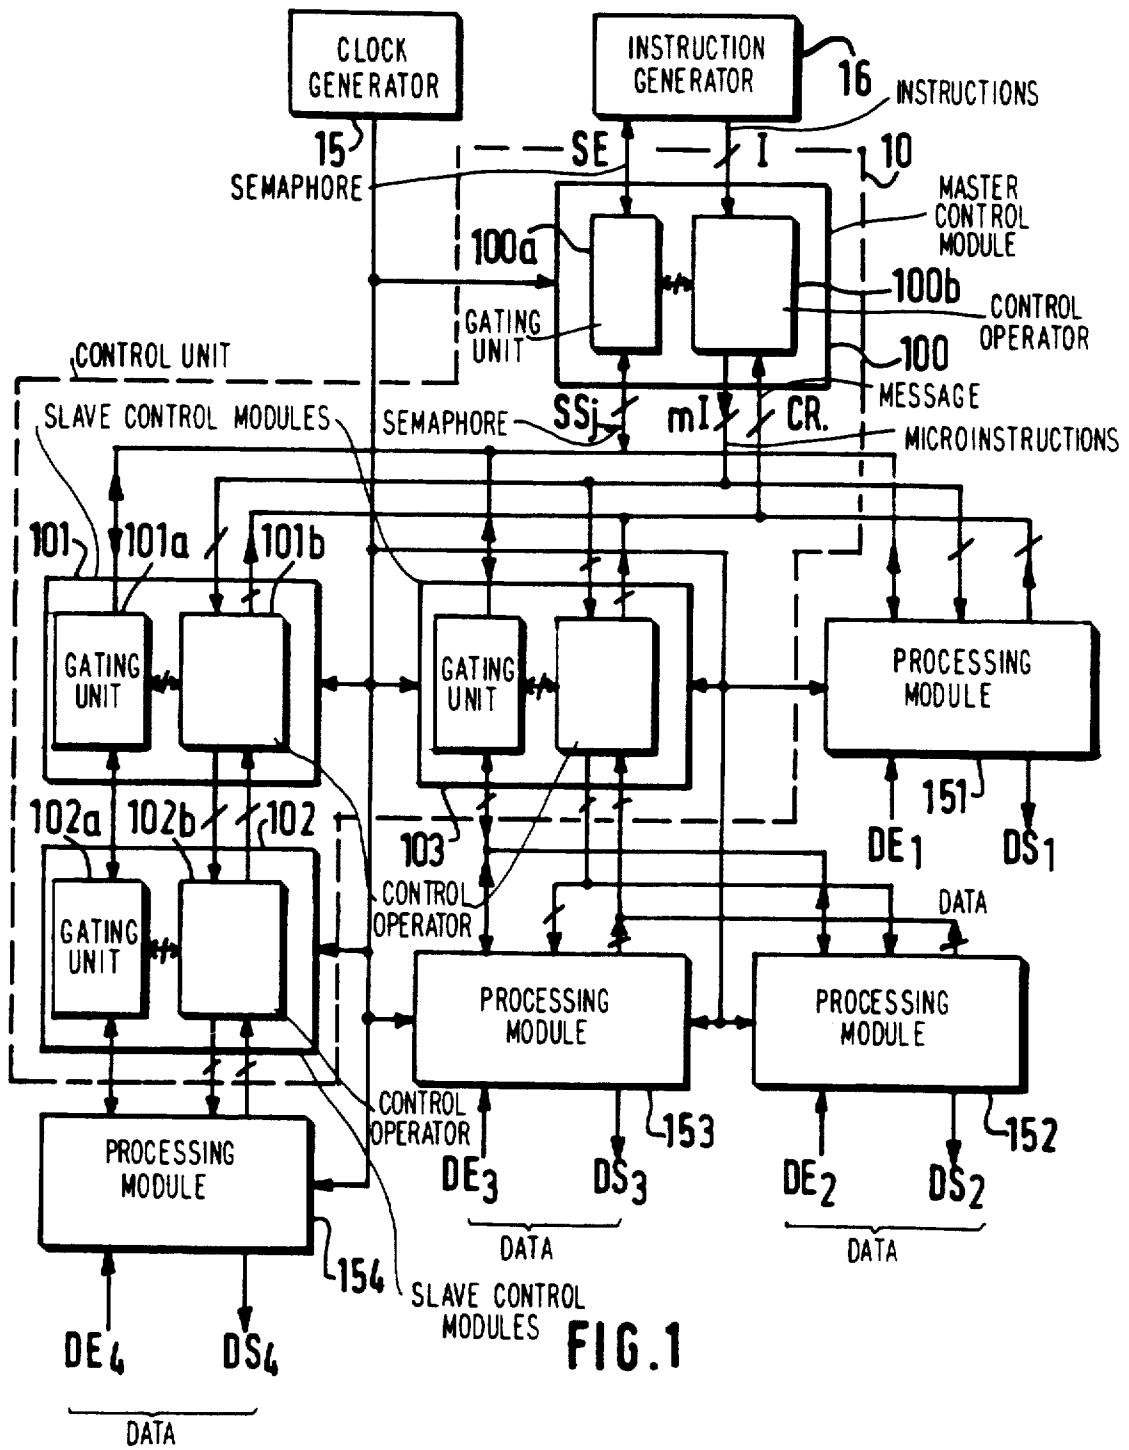 CLOCK
GENERATOR
15
INSTRUCTION
GENERATOR
16
INSTRUCTIONS
SE
I
10
SEMAPHORE
MASTER
CONTROL
MODULE
100a
100b
GATING
UNIT
CONTROL
OPERATOR
100
CONTROL UNIT
MESSAGE
SLAVE CONTROL MODULES
SEMAPHORE
SSj
mI
CR.
MICROINSTRUCTIONS
101
101a
101b
GATING
UNIT
GATING
UNIT
PROCESSING
MODULE
151
DE1
DS1
102a
102b
102
103
CONTROL
OPERATOR
DATA
GATING
UNIT
PROCESSING
MODULE
PROCESSING
MODULE
CONTROL
OPERATOR
153
152
PROCESSING
MODULE
DE3
DS3
DE2
DS2
DATA
DATA
154
SLAVE CONTROL
MODULES
FIG.1
DE4
DS4
DATA